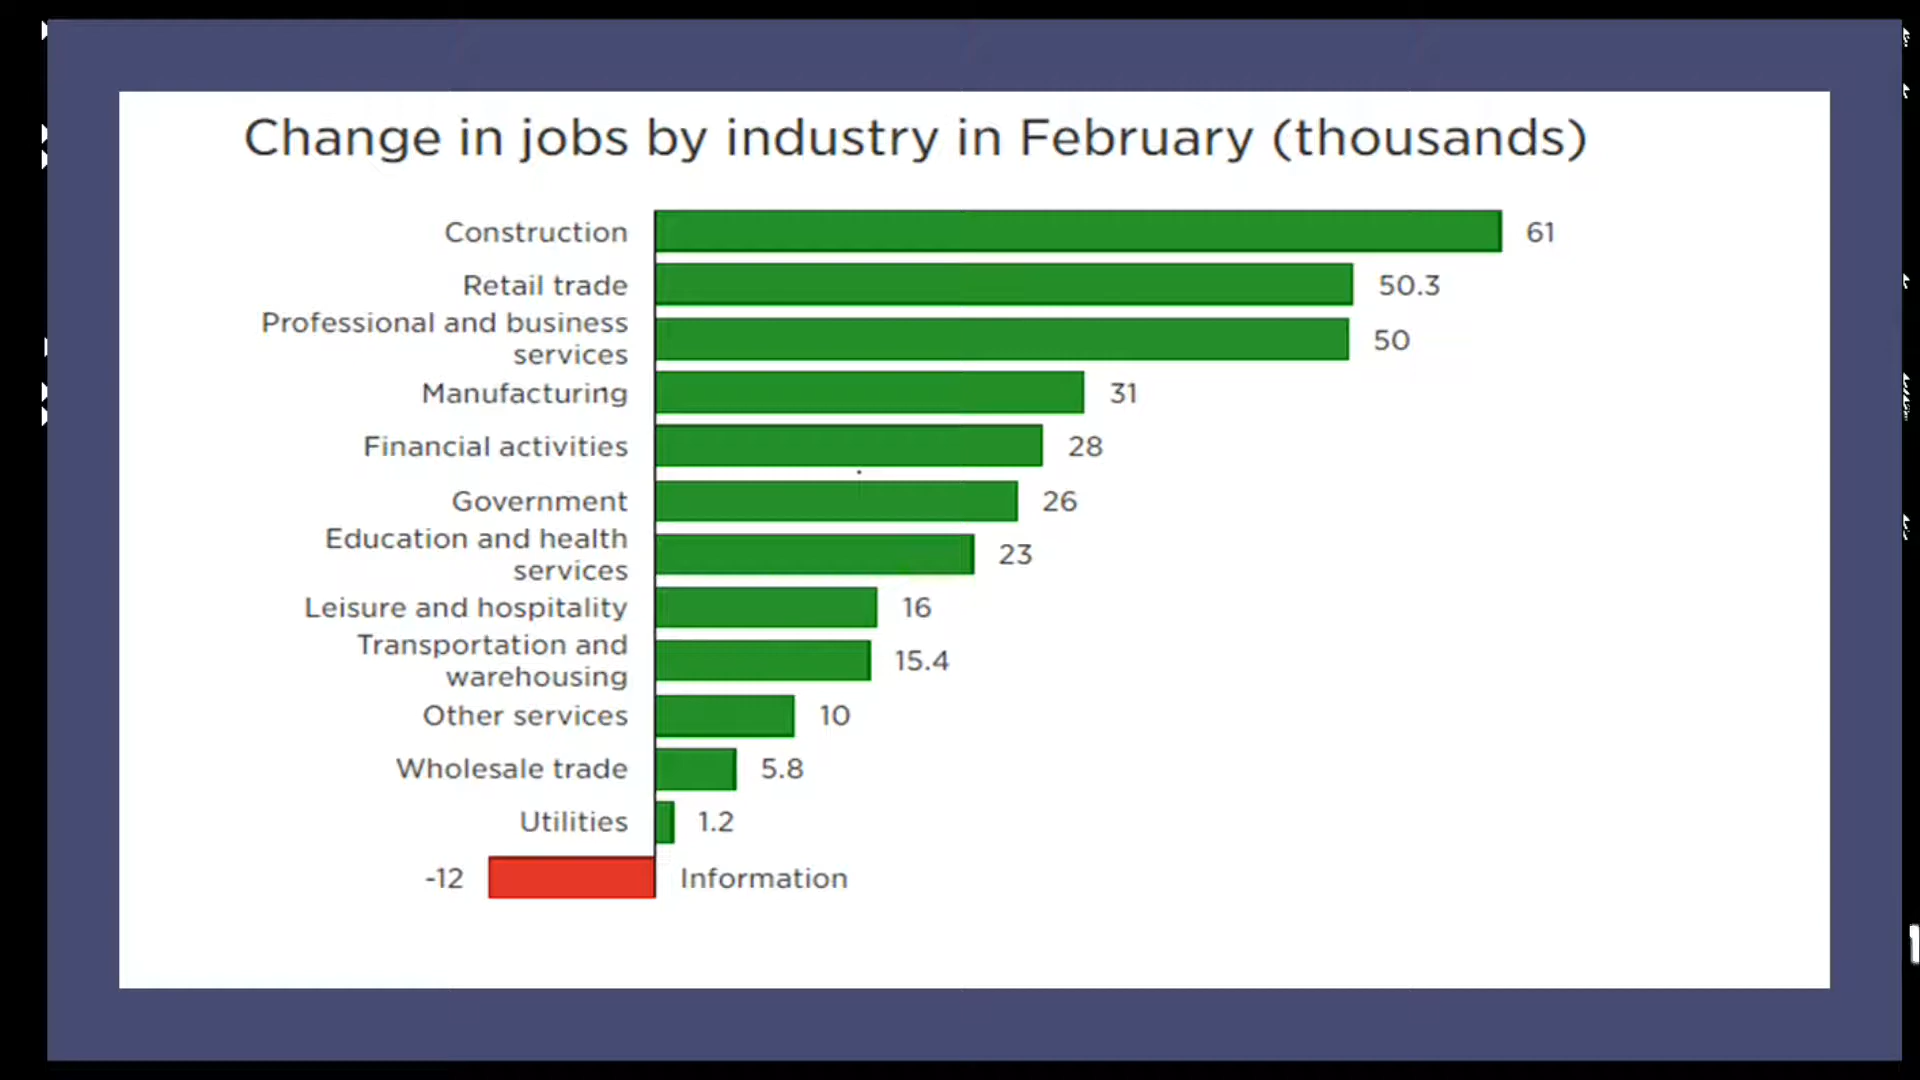 Change in jobs by industry in February (thousands)
Construction 61
Retail trade 50.3
Professional and business
services 50
Manufacturing 31
Financial activities 28
Government 26
Education and health
services 23
Leisure and hospitality 16
Transportation and
warehousing 15.4
Other services 10
Wholesale trade 5.8
Utilities 1.2
-12 Information